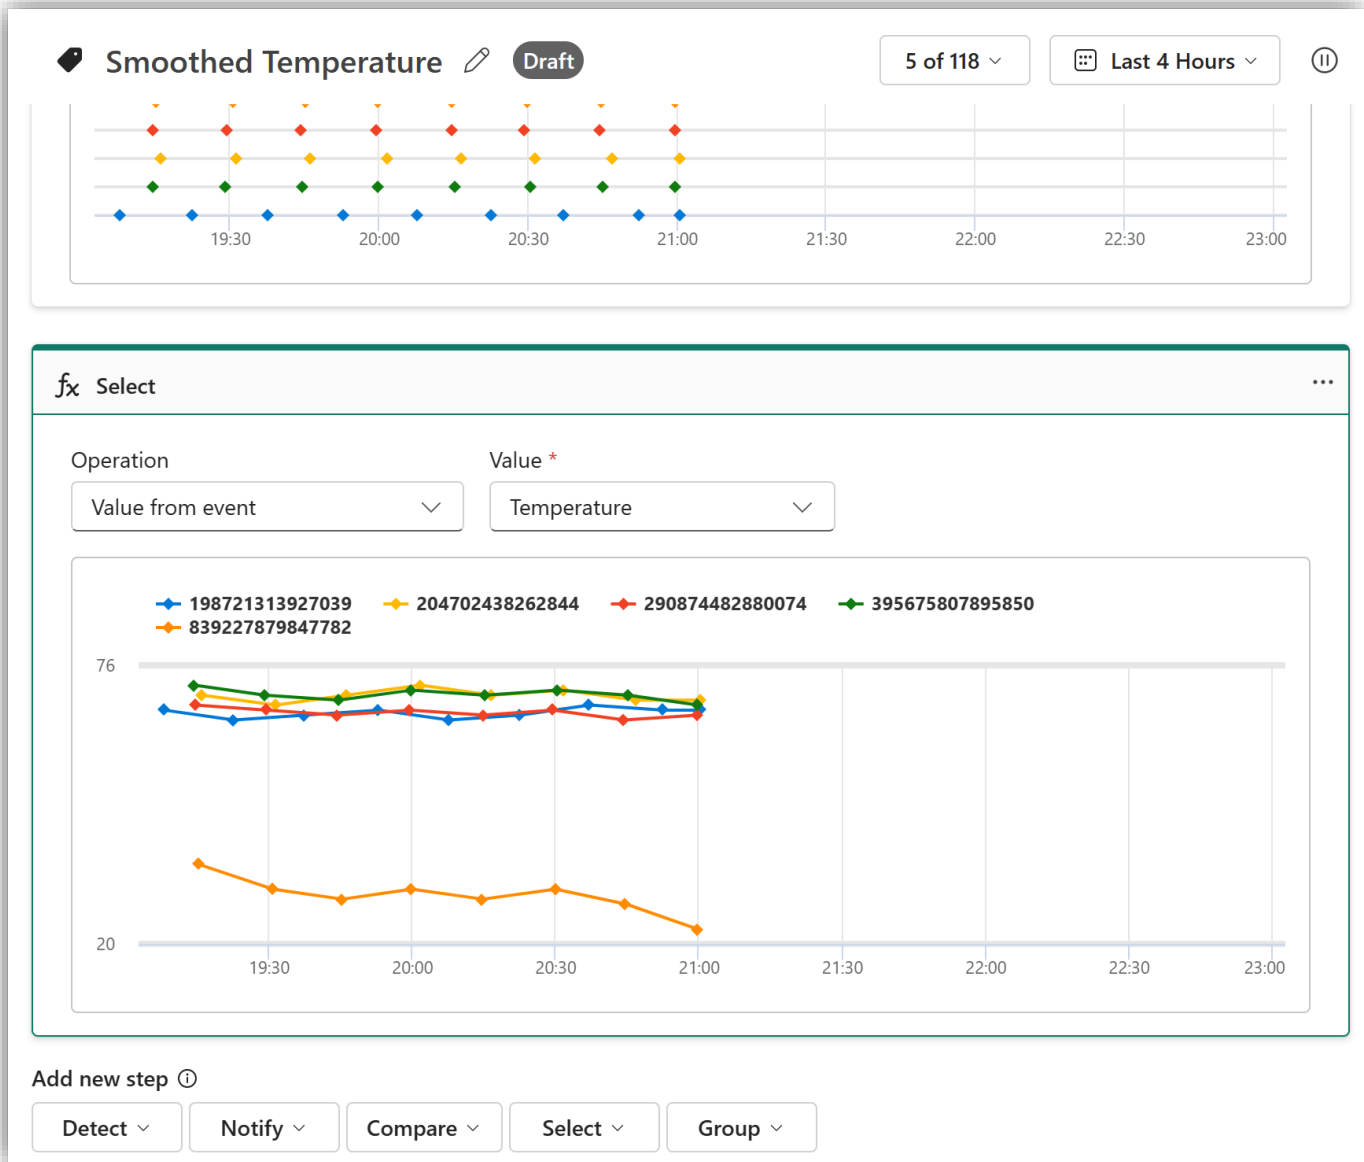 Smoothed Temperature Draft 5 of 118 Last 4 Hours
19:30 20:00 20:30 21:00 21:30 22:00 22:30 23:00
fx Select ...
Operation Value *
Value from event Temperature
198721313927039 204702438262844 290874482880074 395675807895850
839227879847782
76
20
19:30 20:00 20:30 21:00 21:30 22:00 22:30 23:00
Add new step
Detect Notify Compare Select Group